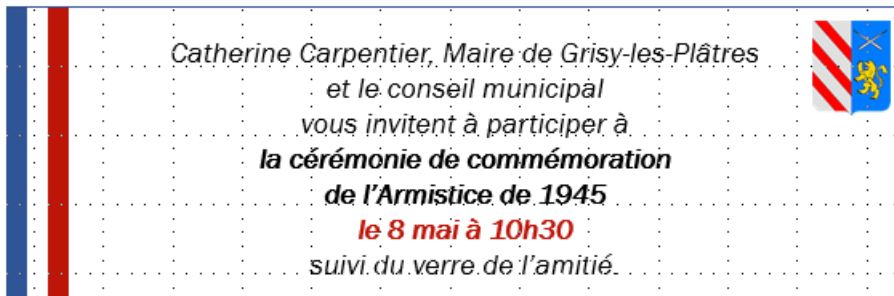 Catherine Carpentier, Maire de Grisy-les-Plâtres
et le conseil municipal
vous invitent à participer à
la cérémonie de commémoration
de l'Armistice de 1945
le 8 mai à 10h30
suivi du verre de l'amitié.